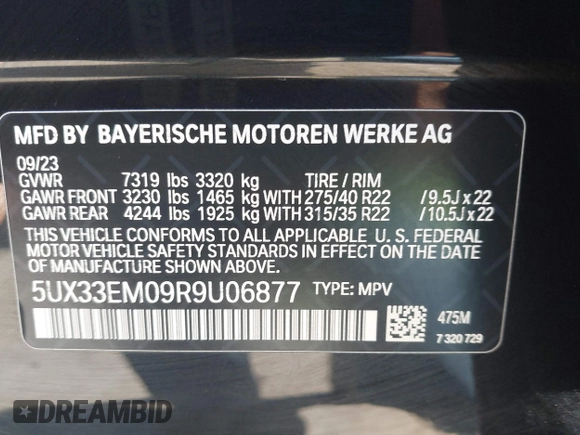 MFD BY BAYERISCHE MOTOREN WERKE AG
09/23
GVWR 7319 lbs 3320 kg TIRE / RIM
GAWR FRONT 3230 lbs 1465 kg WITH 275/40 R22 /9.5J x 22
GAWR REAR 4244 lbs 1925 kg WITH 315/35 R22 /10.5J x 22
THIS VEHICLE CONFORMS TO ALL APPLICABLE U. S. FEDERAL
MOTOR VEHICLE SAFETY STANDARDS IN EFFECT ON THE DATE
OF MANUFACTURE SHOWN ABOVE.
5UX33EM09R9U06877 TYPE: MPV
475M
7 320 729
DREAMBID